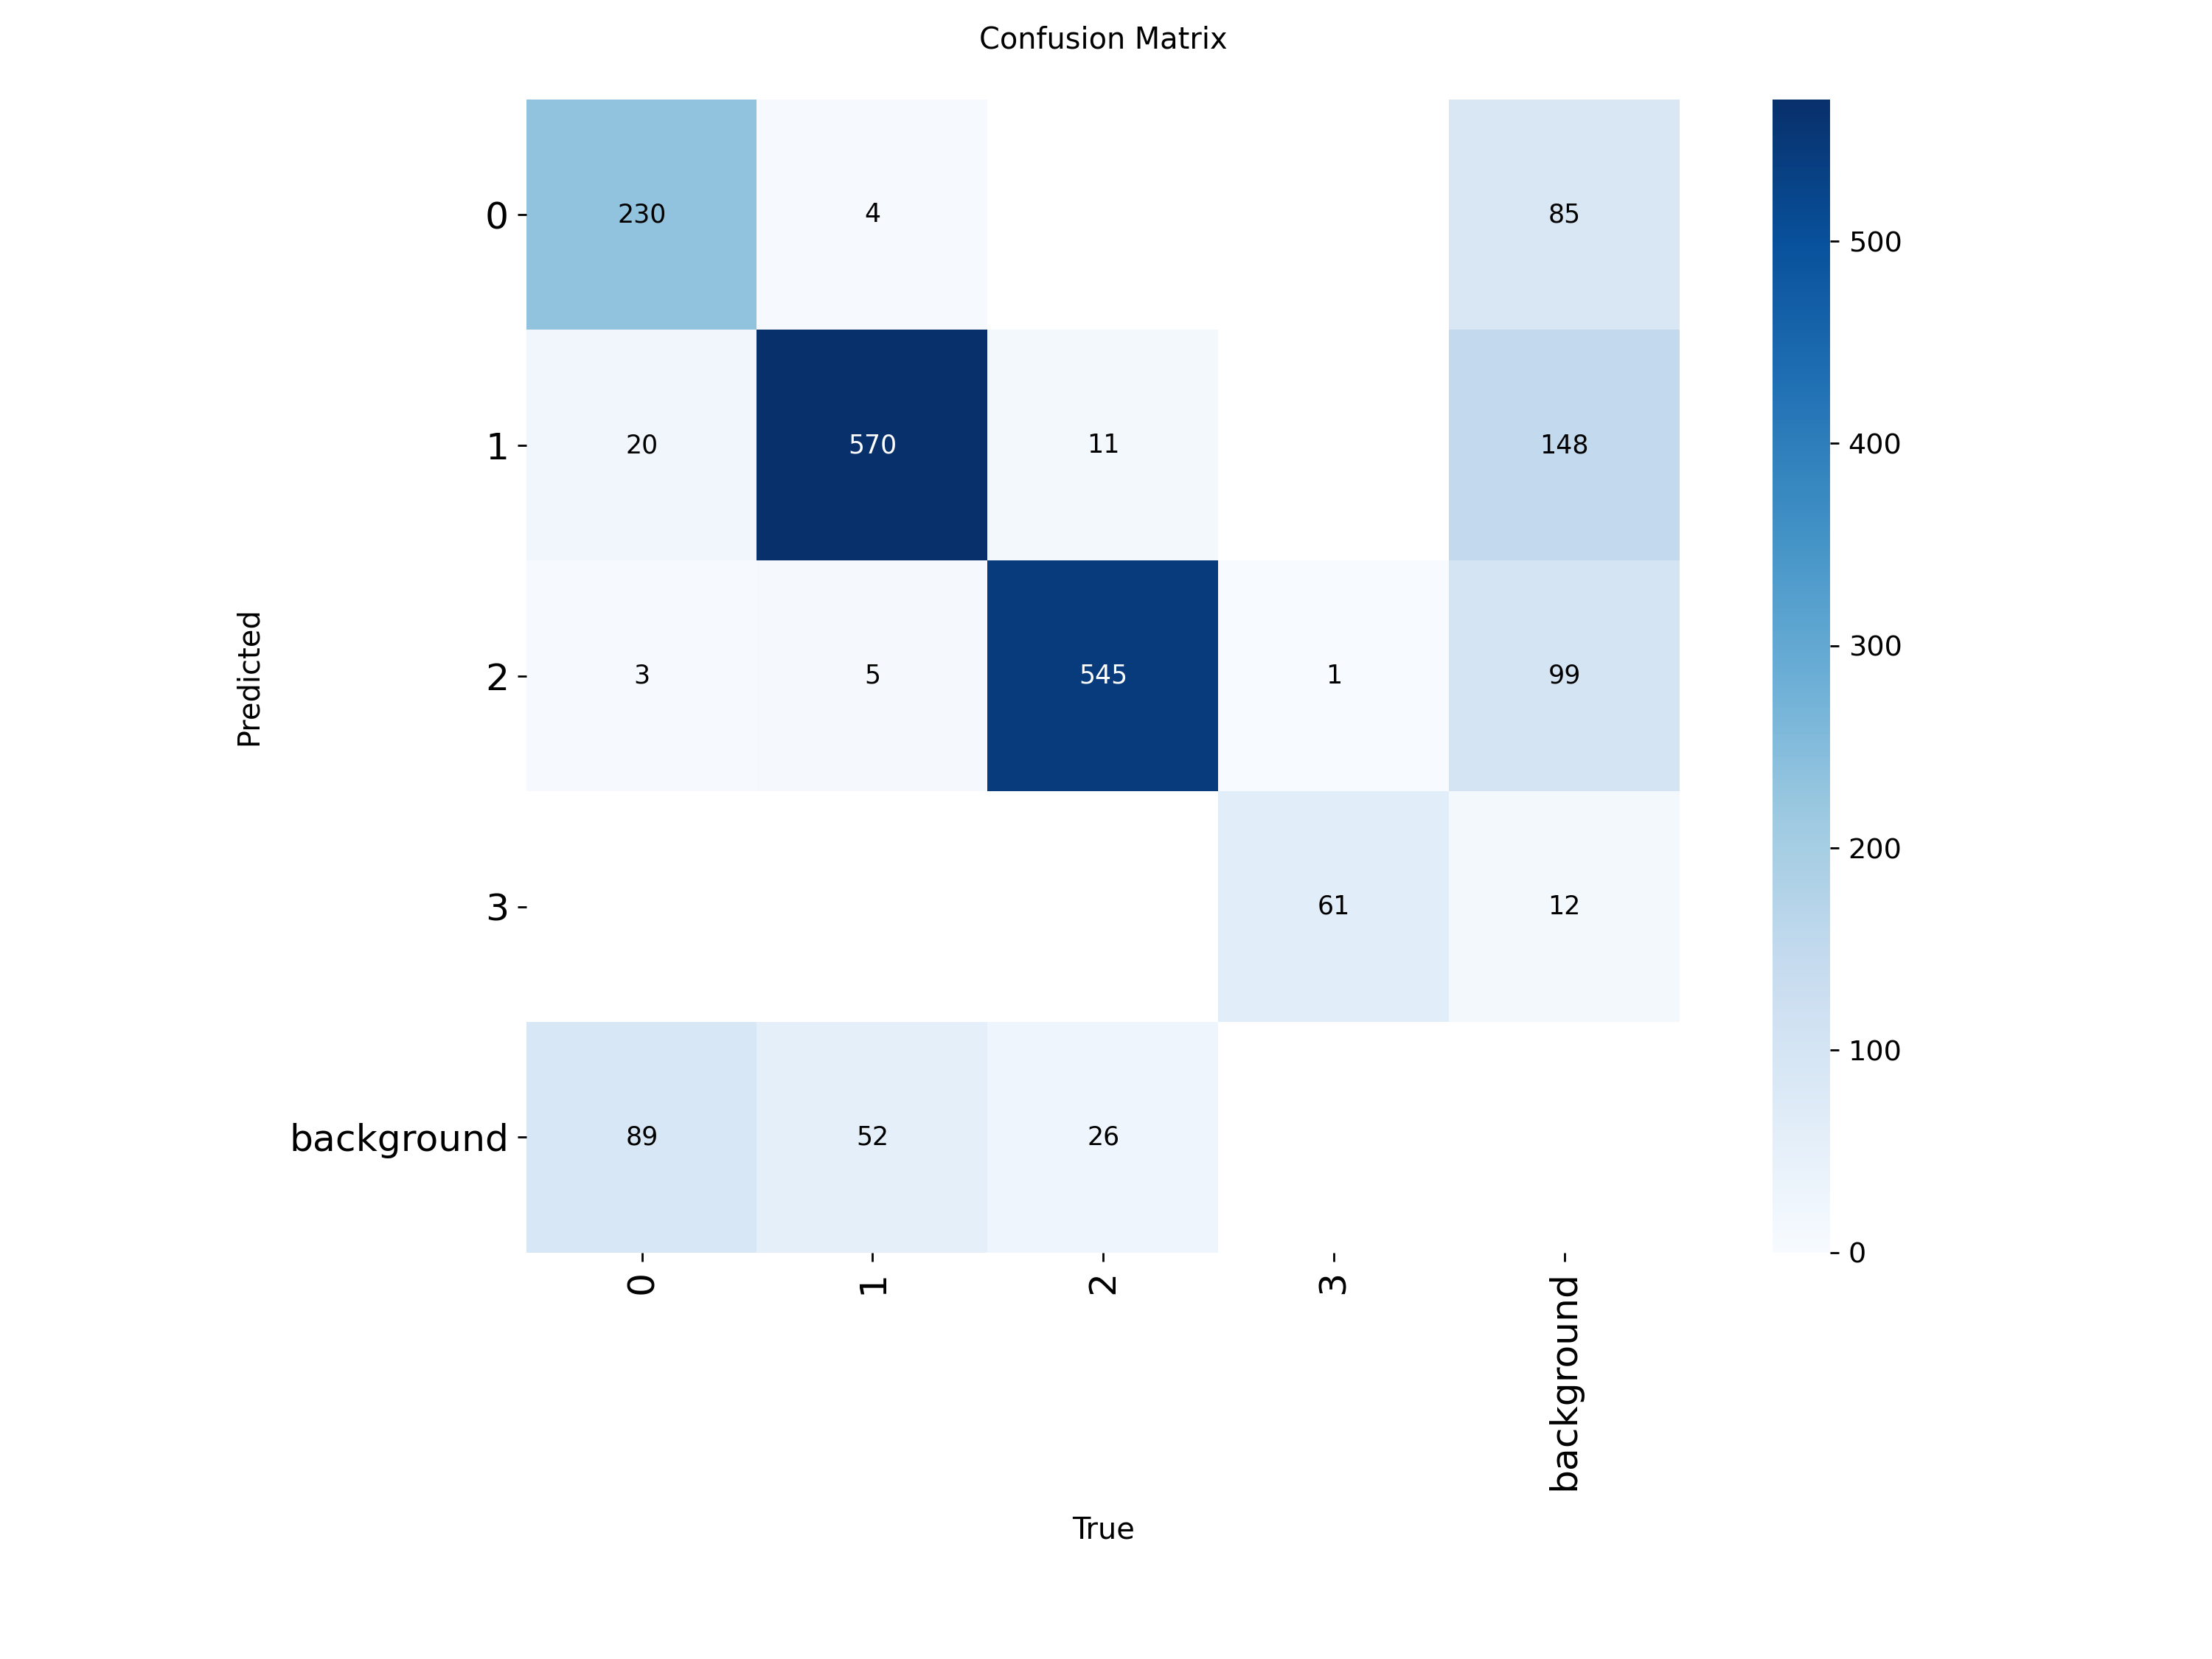 Confusion Matrix
0 230 4 85
1 20 570 11 148
2 3 5 545 1 99
3 61 12
background 89 52 26
0 1 2 3 background
Predicted
True
500
400
300
200
100
0